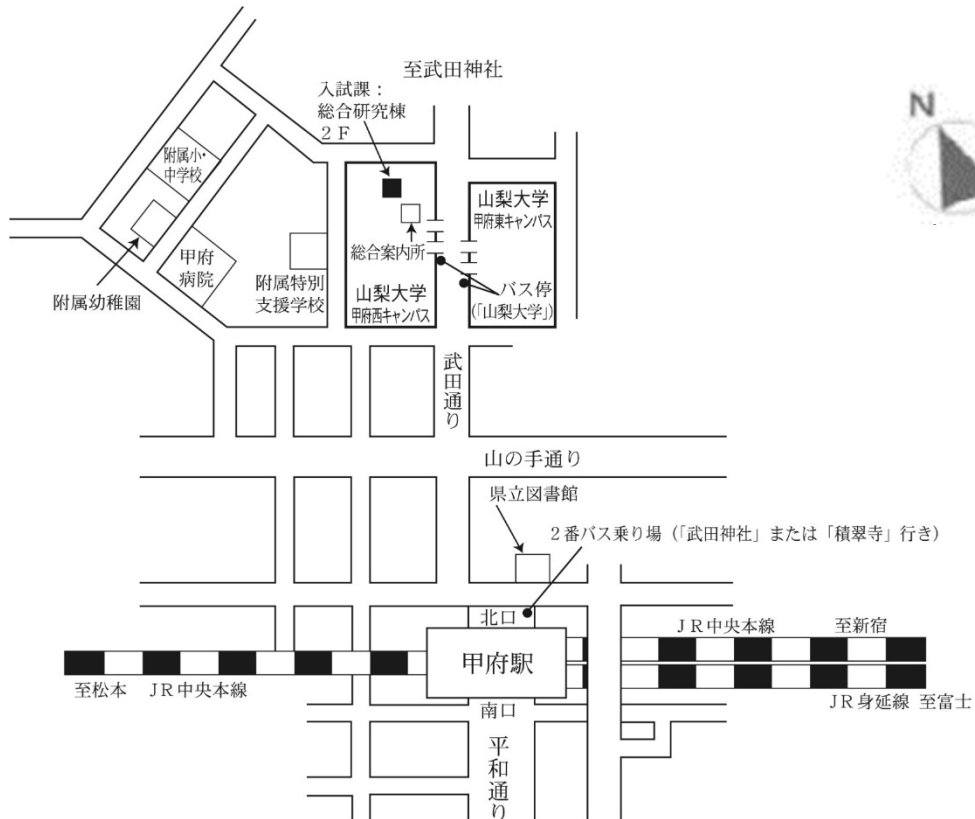 至武田神社
入試課：
総合研究棟
２Ｆ
N
附属小・
中学校
山梨大学
甲府東キャンパス
総合案内所
甲府
病院
附属特別
支援学校
附属幼稚園
山梨大学
甲府西キャンパス
バス停
(「山梨大学」)
武田通り
山の手通り
県立図書館
２番バス乗り場（「武田神社」または「積翠寺」行き）
北口
ＪＲ中央本線
至新宿
甲府駅
至松本
ＪＲ中央本線
ＪＲ身延線
至富士
南口
平和通り